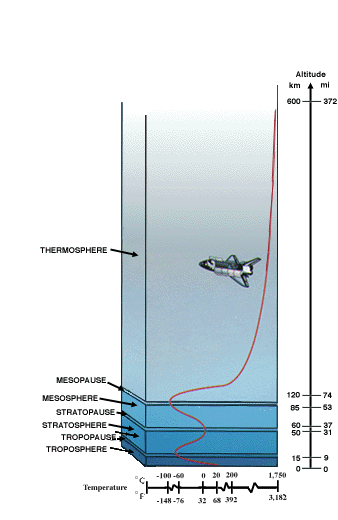 Altitude
km mi
600 372
THERMOSPHERE
MESOPAUSE
MESOSPHERE
STRATOPAUSE
STRATOSPHERE
TROPOPAUSE
TROPOSPHERE
120 74
85 53
60 37
50 31
15 9
0 0
Temperature
°C -100 -60 0 20 200 1,750
°F -148 -76 32 68 392 3,182